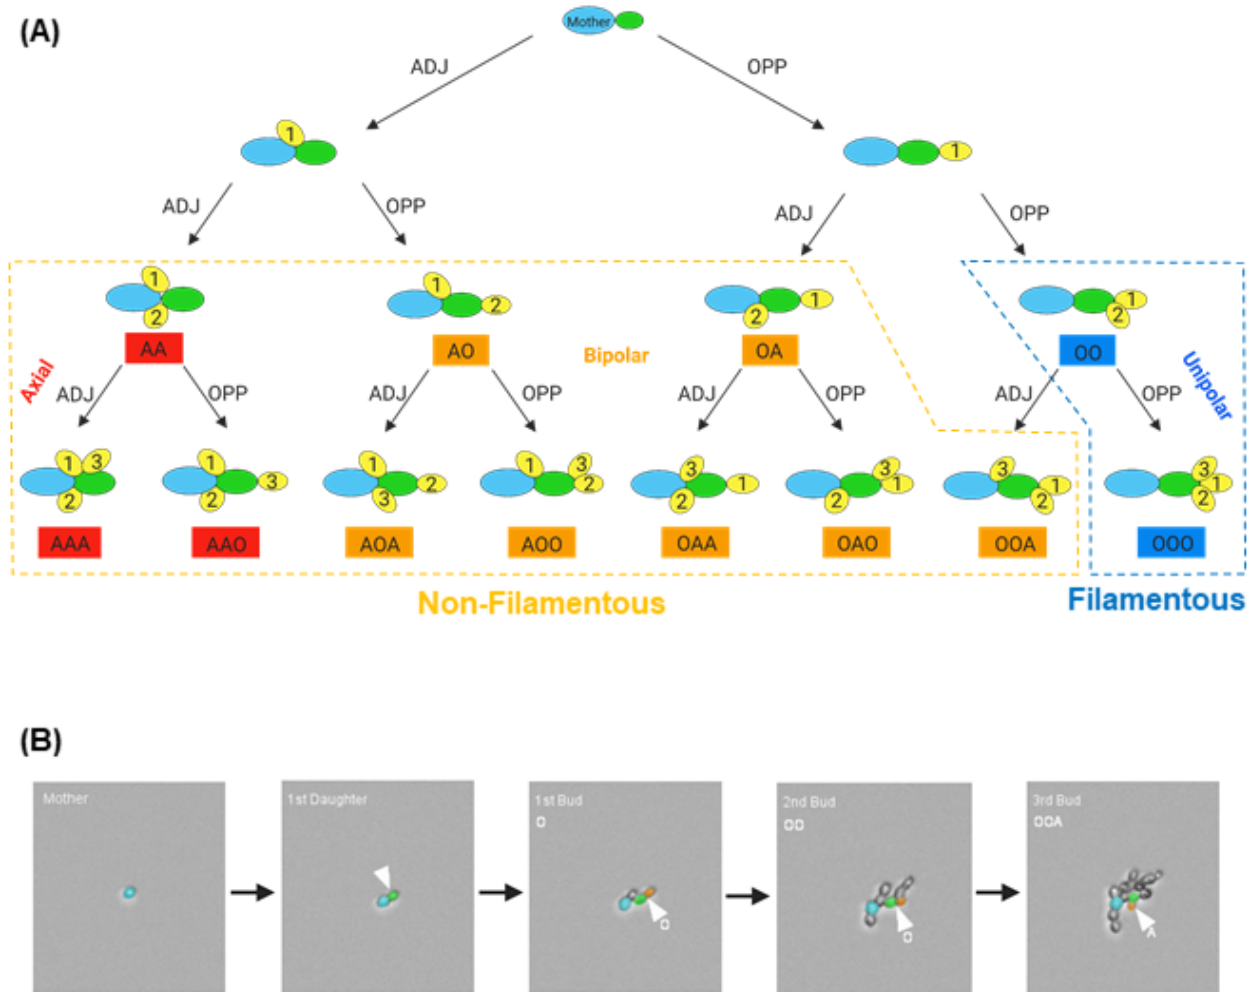 (A)
Mother
ADJ
OPP
1
1
ADJ
OPP
ADJ
OPP
1
2
1
2
2
1
1
2
AA
AO
Bipolar
OA
OO
Axial
Unipolar
ADJ
OPP
ADJ
OPP
ADJ
OPP
ADJ
OPP
1
3
2
1
2
3
1
3
2
1
3
2
3
2
1
2
3
1
3
2
1
3
1
2
AAA
AAO
AOA
AOO
OAA
OAO
OOA
OOO
Non-Filamentous
Filamentous
(B)
Mother
1st Daughter
1st Bud
O
O
2nd Bud
OO
O
3rd Bud
OOA
A